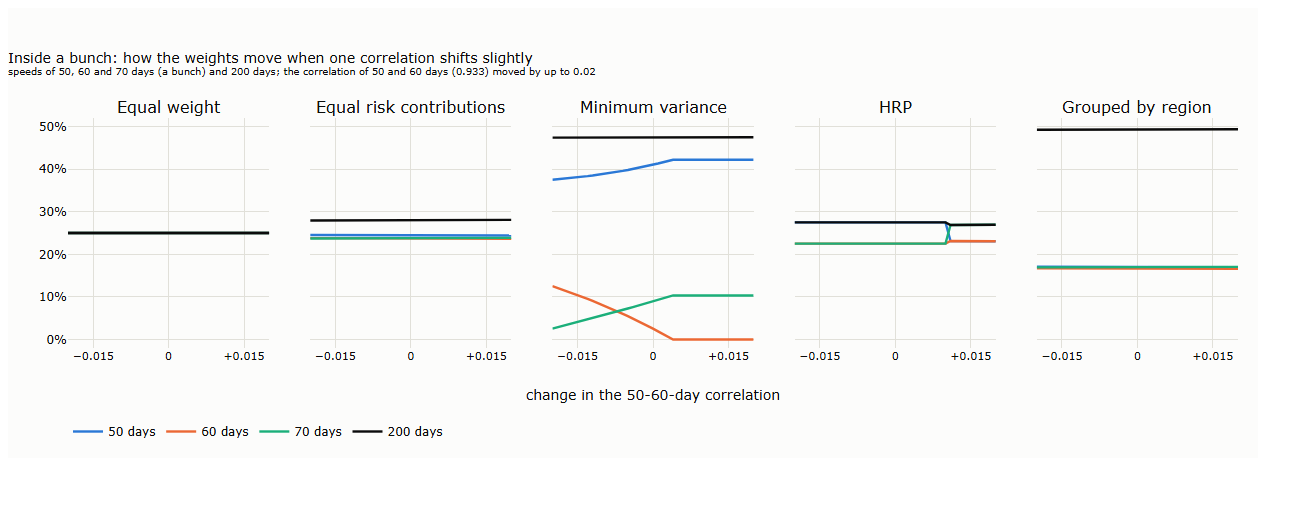 Inside a bunch: how the weights move when one correlation shifts slightly
speeds of 50, 60 and 70 days (a bunch) and 200 days; the correlation of 50 and 60 days (0.933) moved by up to 0.02
Equal weight Equal risk contributions Minimum variance HRP Grouped by region
50%
40%
30%
20%
10%
0%
−0.015 0 +0.015 −0.015 0 +0.015 −0.015 0 +0.015 −0.015 0 +0.015 −0.015 0 +0.015
change in the 50-60-day correlation
50 days 60 days 70 days 200 days